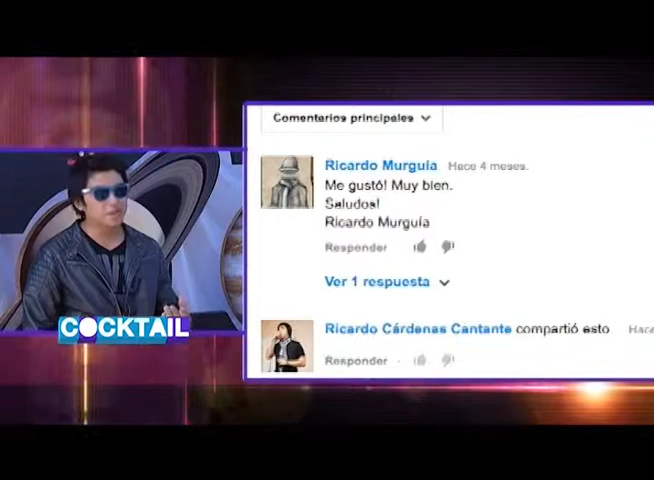 Comentarios principales
Ricardo Murguía Hace 4 meses.
Me gustó! Muy bien.
Saludos!
Ricardo Murguía
Responder
Ver 1 respuesta
Ricardo Cárdenas Cantante compartió esto Hace
Responder
COCKTAIL